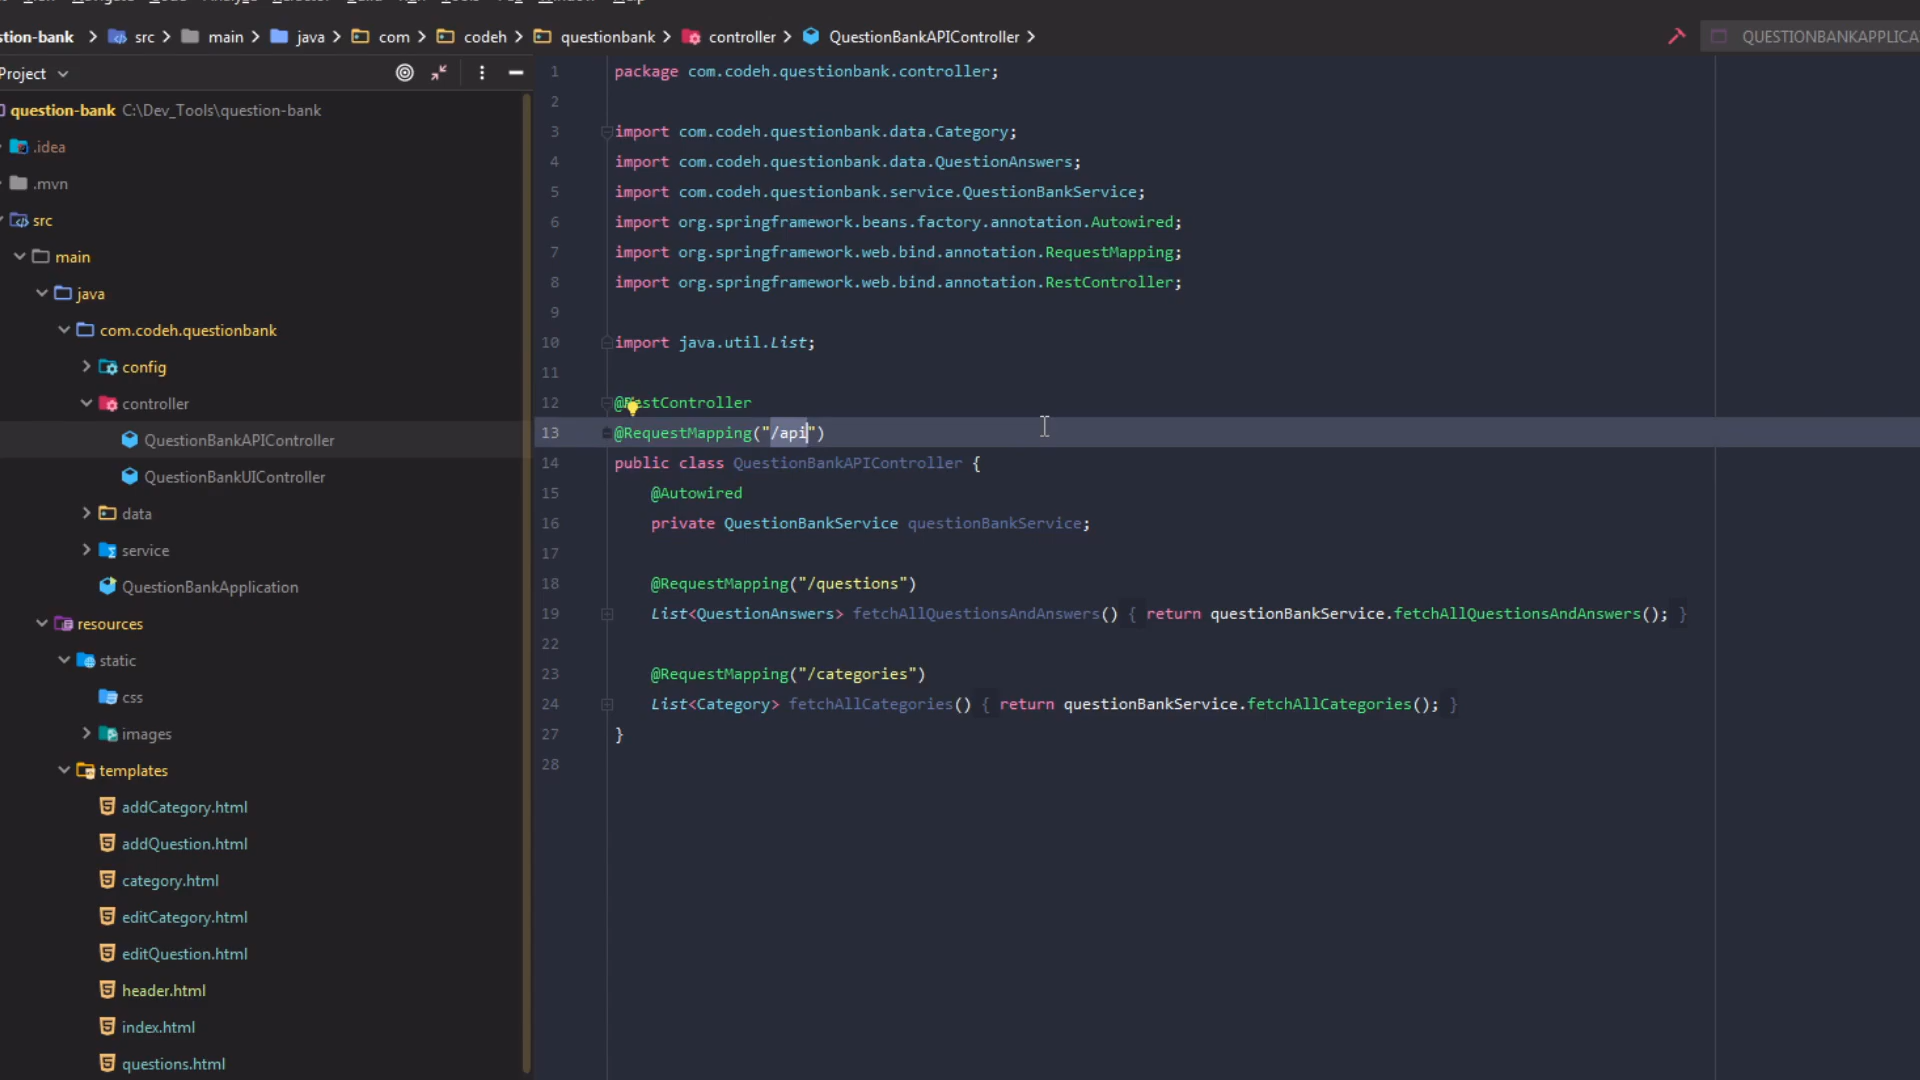 stion-bank > src > main > java > com > codeh > questionbank > controller > QuestionBankAPIController >
QUESTIONBANKAPPLICA
Project
question-bank C:\Dev_Tools\question-bank
.idea
.mvn
src
main
java
com.codeh.questionbank
config
controller
QuestionBankAPIController
QuestionBankUIController
data
service
QuestionBankApplication
resources
static
css
images
templates
addCategory.html
addQuestion.html
category.html
editCategory.html
editQuestion.html
header.html
index.html
questions.html
1 package com.codeh.questionbank.controller;
2
3 import com.codeh.questionbank.data.Category;
4 import com.codeh.questionbank.data.QuestionAnswers;
5 import com.codeh.questionbank.service.QuestionBankService;
6 import org.springframework.beans.factory.annotation.Autowired;
7 import org.springframework.web.bind.annotation.RequestMapping;
8 import org.springframework.web.bind.annotation.RestController;
9
10 import java.util.List;
11
12 @RestController
13 @RequestMapping("/api")
14 public class QuestionBankAPIController {
15 @Autowired
16 private QuestionBankService questionBankService;
17
18 @RequestMapping("/questions")
19 List<QuestionAnswers> fetchAllQuestionsAndAnswers() { return questionBankService.fetchAllQuestionsAndAnswers(); }
22
23 @RequestMapping("/categories")
24 List<Category> fetchAllCategories() { return questionBankService.fetchAllCategories(); }
27 }
28